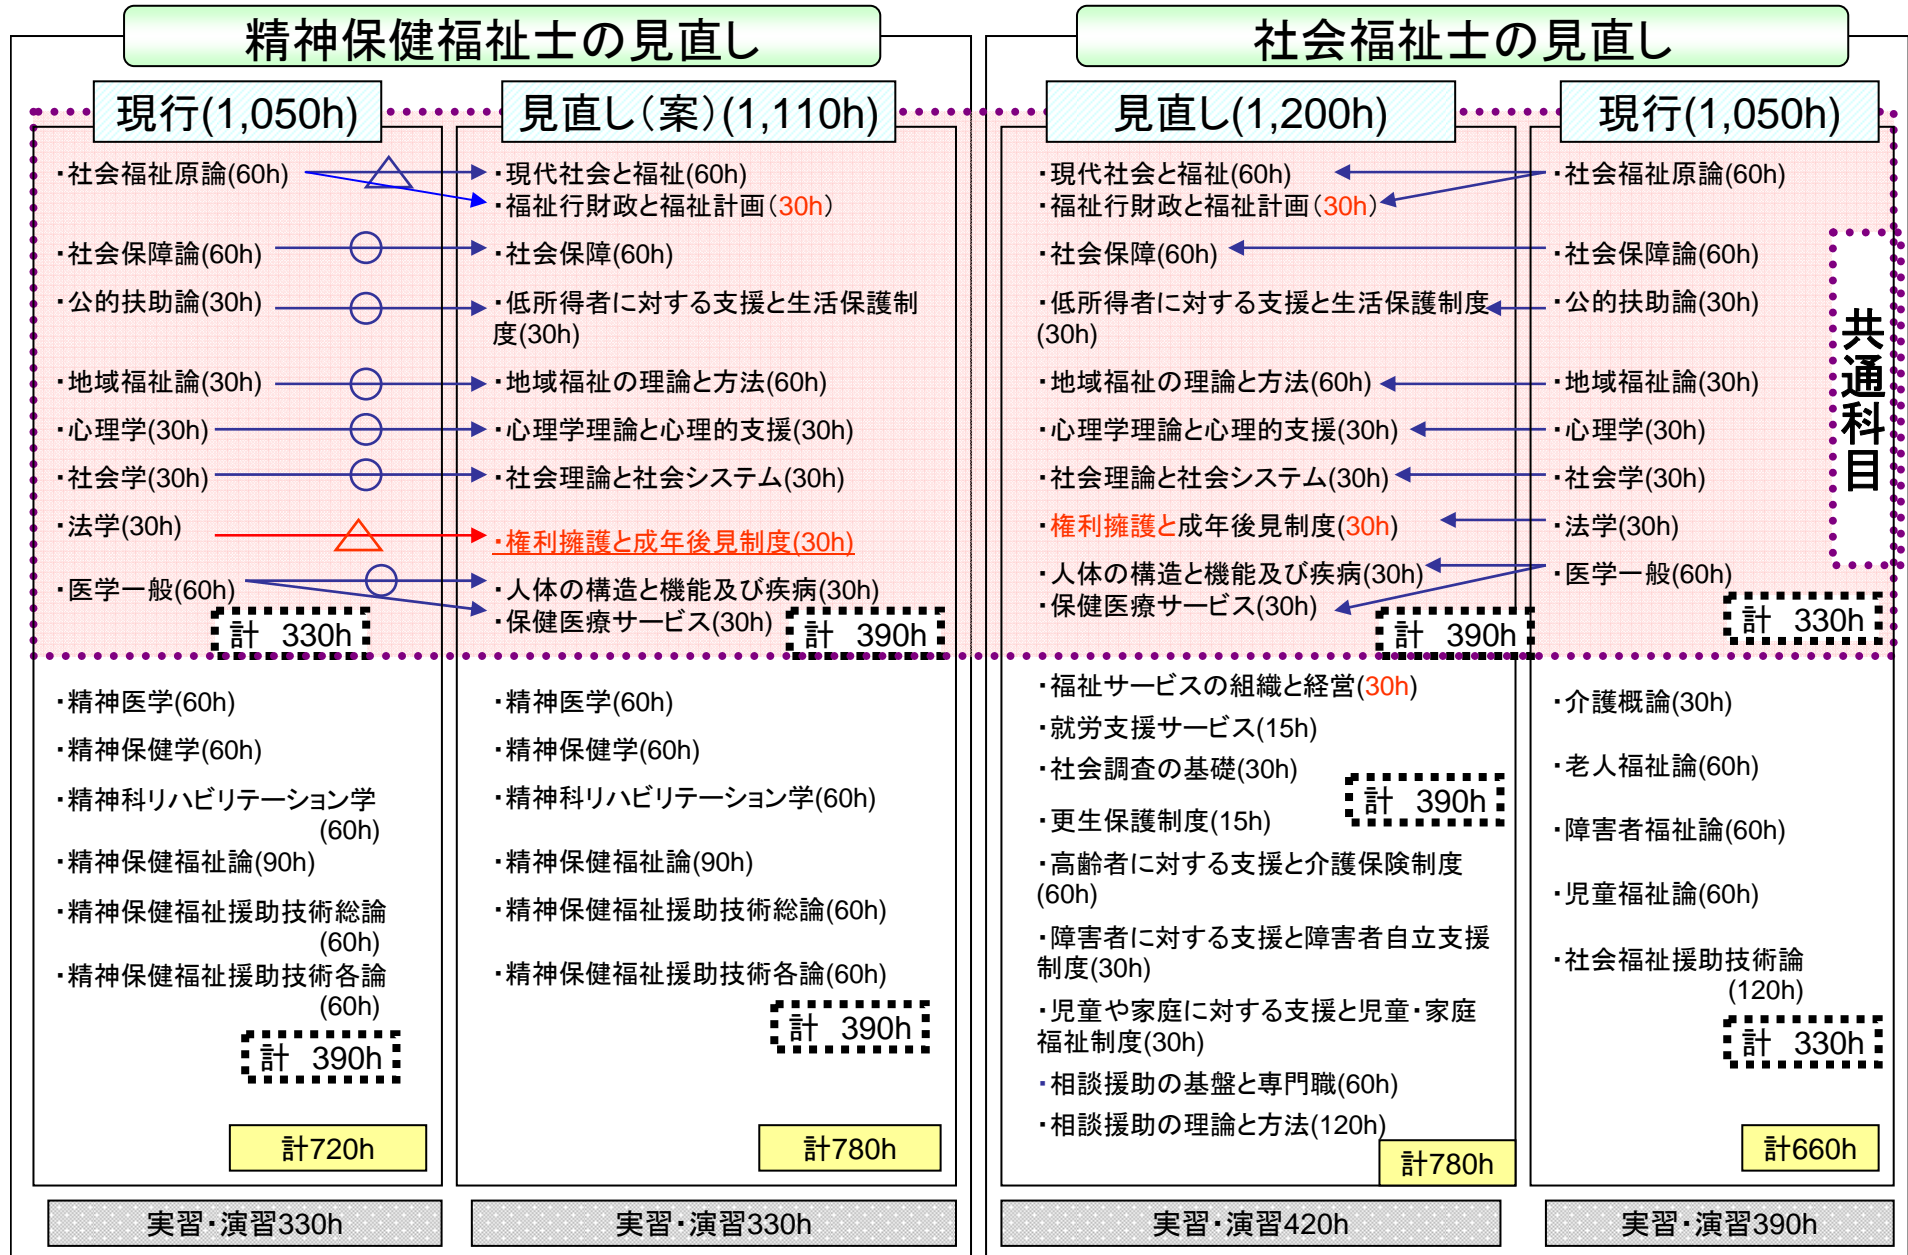 精神保健福祉士の見直し
現行(1,050h)
・社会福祉原論(60h)
・社会保障論(60h)
・公的扶助論(30h)
・地域福祉論(30h)
・心理学(30h)
・社会学(30h)
・法学(30h)
・医学一般(60h)
計 330h
・精神医学(60h)
・精神保健学(60h)
・精神科リハビリテーション学
(60h)
・精神保健福祉論(90h)
・精神保健福祉援助技術総論
(60h)
・精神保健福祉援助技術各論
(60h)
計 390h
計720h
実習・演習330h
見直し（案）(1,110h)
・現代社会と福祉(60h)
・福祉行財政と福祉計画（30h）
・社会保障(60h)
・低所得者に対する支援と生活保護制
度(30h)
・地域福祉の理論と方法(60h)
・心理学理論と心理的支援(30h)
・社会理論と社会システム(30h)
・権利擁護と成年後見制度(30h)
・人体の構造と機能及び疾病(30h)
・保健医療サービス(30h)
計 390h
・精神医学(60h)
・精神保健学(60h)
・精神科リハビリテーション学(60h)
・精神保健福祉論(90h)
・精神保健福祉援助技術総論(60h)
・精神保健福祉援助技術各論(60h)
計 390h
計780h
実習・演習330h
社会福祉士の見直し
見直し(1,200h)
・現代社会と福祉(60h)
・福祉行財政と福祉計画（30h）
・社会保障(60h)
・低所得者に対する支援と生活保護制度
(30h)
・地域福祉の理論と方法(60h)
・心理学理論と心理的支援(30h)
・社会理論と社会システム(30h)
・権利擁護と成年後見制度(30h)
・人体の構造と機能及び疾病(30h)
・保健医療サービス(30h)
計 390h
・福祉サービスの組織と経営(30h)
・就労支援サービス(15h)
・社会調査の基礎(30h)
計 390h
・更生保護制度(15h)
・高齢者に対する支援と介護保険制度
(60h)
・障害者に対する支援と障害者自立支援
制度(30h)
・児童や家庭に対する支援と児童・家庭
福祉制度(30h)
・相談援助の基盤と専門職(60h)
・相談援助の理論と方法(120h)
計780h
実習・演習420h
現行(1,050h)
・社会福祉原論(60h)
・社会保障論(60h)
・公的扶助論(30h)
・地域福祉論(30h)
・心理学(30h)
・社会学(30h)
・法学(30h)
・医学一般(60h)
計 330h
共通科目
・介護概論(30h)
・老人福祉論(60h)
・障害者福祉論(60h)
・児童福祉論(60h)
・社会福祉援助技術論
(120h)
計 330h
計660h
実習・演習390h